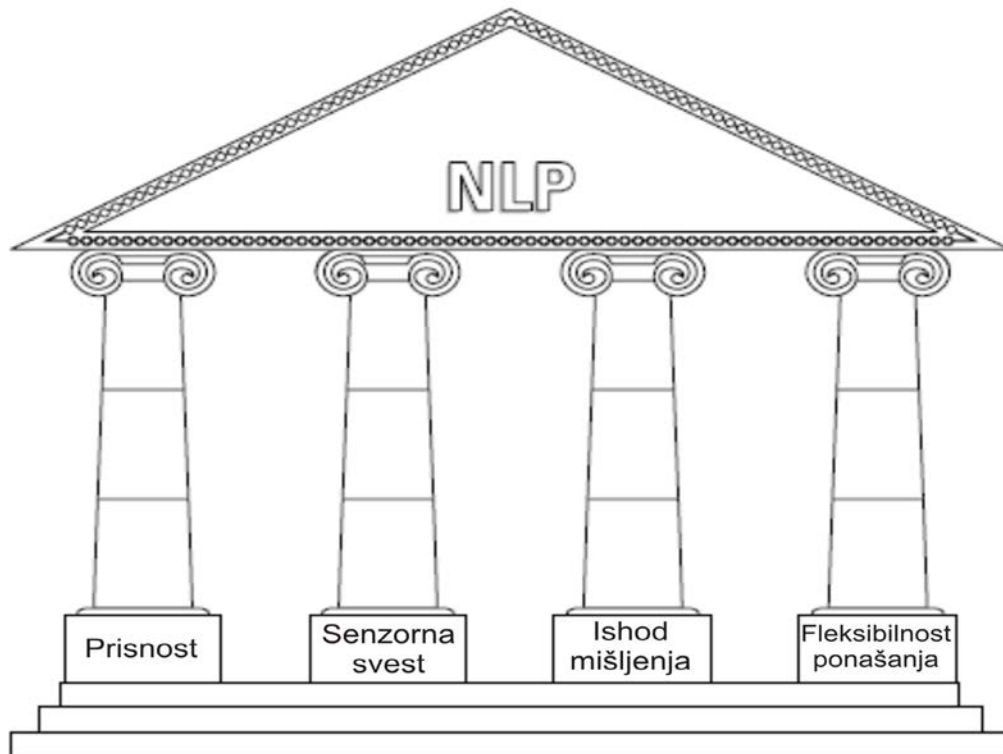 NLP
Prisnost
Senzorna
svest
Ishod
mišljenja
Fleksibilnost
ponašanja